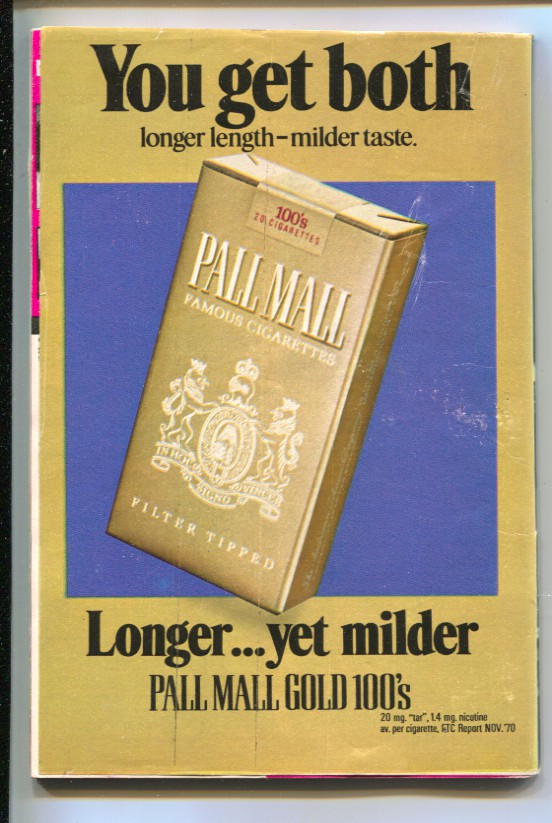 You get both
longer length–milder taste.
100's
20 CIGARETTES
PALL MALL
FAMOUS CIGARETTES
IN HOC
SIGNO
VINCES
FILTER TIPPED
Longer...yet milder
PALL MALL GOLD 100's
20 mg. "tar", 1.4 mg. nicotine
av. per cigarette, FTC Report NOV. '70